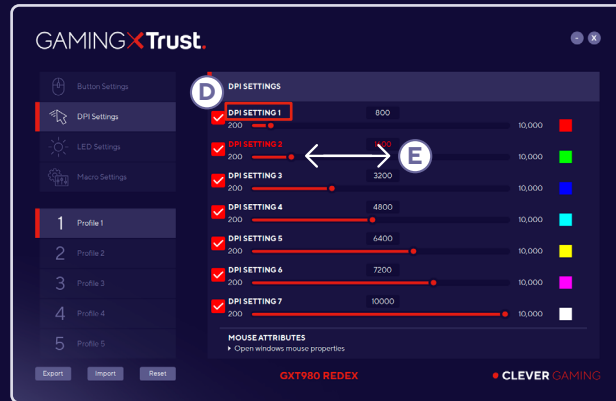 GAMING X Trust.
- X
Button Settings
DPI Settings
LED Settings
Macro Settings
1 Profile 1
2 Profile 2
3 Profile 3
4 Profile 4
5 Profile 5
Export Import Reset
D
DPI SETTINGS
DPI SETTING 1 800
200 10,000
DPI SETTING 2
200 10,000
E
DPI SETTING 3 3200
200 10,000
DPI SETTING 4 4800
200 10,000
DPI SETTING 5 6400
200 10,000
DPI SETTING 6 7200
200 10,000
DPI SETTING 7 10000
200 10,000
MOUSE ATTRIBUTES
Open windows mouse properties
GXT980 REDEX
CLEVER GAMING